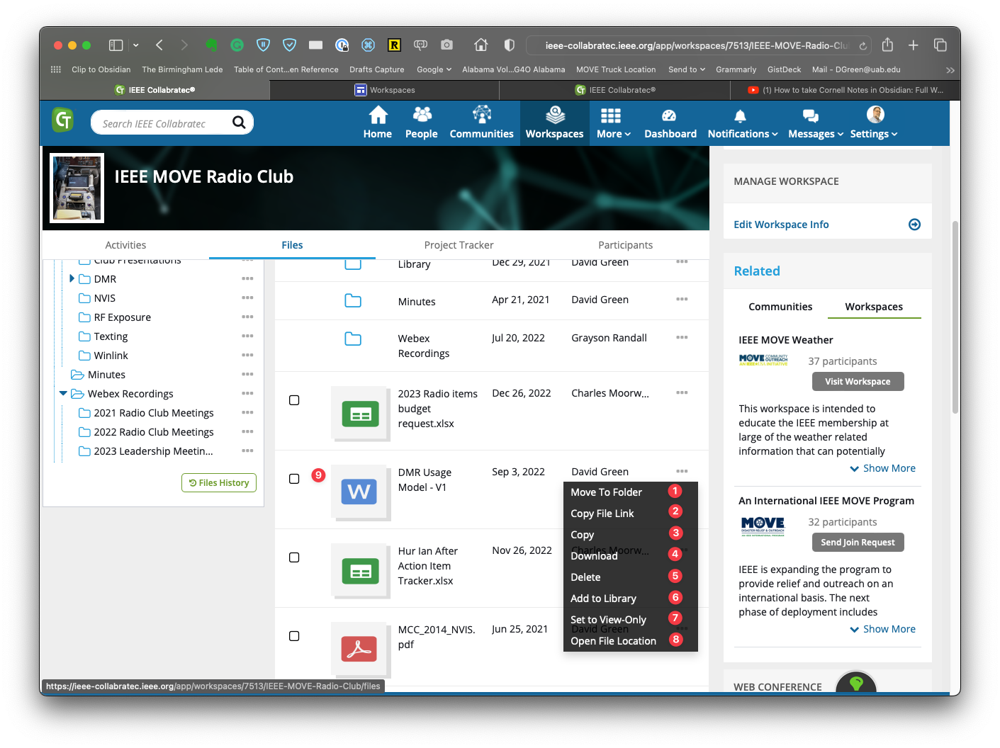 ieee-collabratec.ieee.org/app/workspaces/7513/IEEE-MOVE-Radio-Clu
Clip to Obsidian
The Birmingham Lede
Table of Cont...en Reference
Drafts Capture
Google
Alabama Vol...G4O Alabama
MOVE Truck Location
Send to
Grammarly
GistDeck
Mail - DGreen@uab.edu
IEEE Collabratec®
Workspaces
IEEE Collabratec®
(1) How to take Cornell Notes in Obsidian: Full W...
Search IEEE Collabratec
Home
People
Communities
Workspaces
More
Dashboard
Notifications
Messages
Settings
IEEE MOVE Radio Club
Activities
Files
Project Tracker
Participants
Club Presentations
DMR
NVIS
RF Exposure
Texting
Winlink
Minutes
Webex Recordings
2021 Radio Club Meetings
2022 Radio Club Meetings
2023 Leadership Meetin...
Files History
Library
Dec 29, 2021
David Green
Minutes
Apr 21, 2021
David Green
Webex
Recordings
Jul 20, 2022
Grayson Randall
2023 Radio items
budget
request.xlsx
Dec 26, 2022
Charles Moorw...
9
W
DMR Usage
Model - V1
Sep 3, 2022
David Green
Hur Ian After
Action Item
Tracker.xlsx
Nov 26, 2022
Charles Moorw...
MCC_2014_NVIS.
pdf
Jun 25, 2021
David Green
Move To Folder 1
Copy File Link 2
Copy 3
Download 4
Delete 5
Add to Library 6
Set to View-Only 7
Open File Location 8
MANAGE WORKSPACE
Edit Workspace Info
Related
Communities
Workspaces
IEEE MOVE Weather
MOVE COMMUNITY
OUTREACH
AN IEEE-USA INITIATIVE
37 participants
Visit Workspace
This workspace is intended to
educate the IEEE membership at
large of the weather related
information that can potentially
Show More
An International IEEE MOVE Program
MOVE
DISASTER RELIEF & OUTREACH
32 participants
Send Join Request
IEEE is expanding the program to
provide relief and outreach on an
international basis. The next
phase of deployment includes
Show More
WEB CONFERENCE
https://ieee-collabratec.ieee.org/app/workspaces/7513/IEEE-MOVE-Radio-Club/files